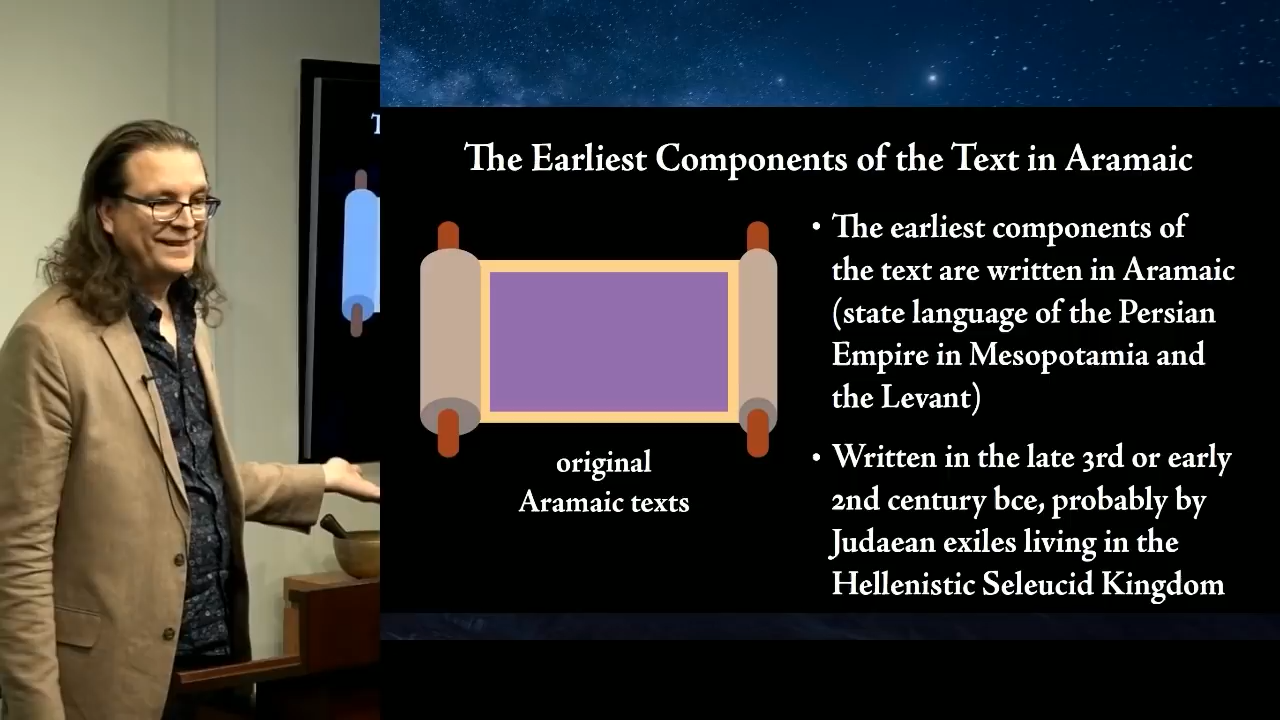 The Earliest Components of the Text in Aramaic
• The earliest components of
the text are written in Aramaic
(state language of the Persian
Empire in Mesopotamia and
the Levant)
• Written in the late 3rd or early
2nd century bce, probably by
Judaean exiles living in the
Hellenistic Seleucid Kingdom
original
Aramaic texts
T